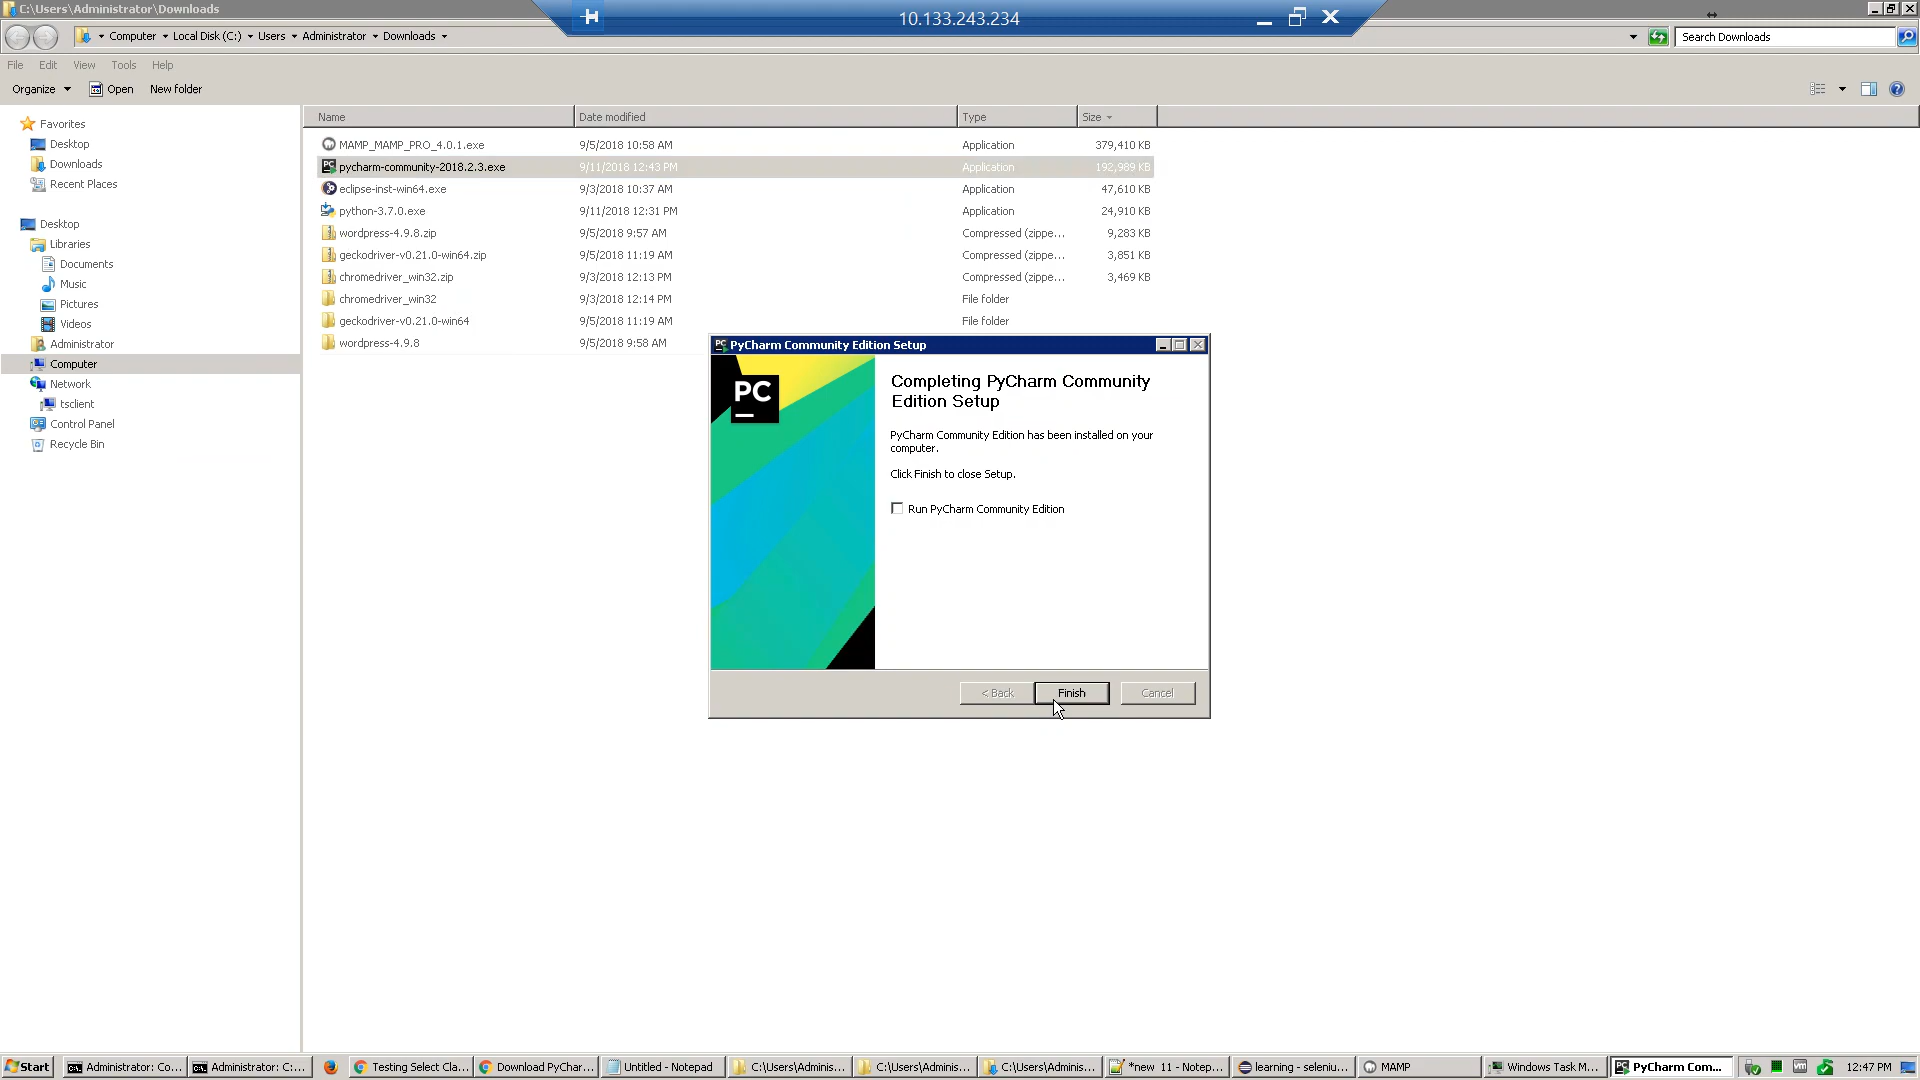 C:\Users\Administrator\Downloads
10.133.243.234
Computer Local Disk (C:) Users Administrator Downloads
Search Downloads
File Edit View Tools Help
Organize Open New folder
Favorites
Desktop
Downloads
Recent Places
Desktop
Libraries
Documents
Music
Pictures
Videos
Administrator
Computer
Network
tsclient
Control Panel
Recycle Bin
Name Date modified Type Size
MAMP_MAMP_PRO_4.0.1.exe 9/5/2018 10:58 AM Application 379,410 KB
pycharm-community-2018.2.3.exe 9/11/2018 12:43 PM Application 192,989 KB
eclipse-inst-win64.exe 9/3/2018 10:37 AM Application 47,610 KB
python-3.7.0.exe 9/11/2018 12:31 PM Application 24,910 KB
wordpress-4.9.8.zip 9/5/2018 9:57 AM Compressed (zippe... 9,283 KB
geckodriver-v0.21.0-win64.zip 9/5/2018 11:19 AM Compressed (zippe... 3,851 KB
chromedriver_win32.zip 9/3/2018 12:13 PM Compressed (zippe... 3,469 KB
chromedriver_win32 9/3/2018 12:14 PM File folder
geckodriver-v0.21.0-win64 9/5/2018 11:19 AM File folder
wordpress-4.9.8 9/5/2018 9:58 AM
PyCharm Community Edition Setup
PC
Completing PyCharm Community
Edition Setup
PyCharm Community Edition has been installed on your
computer.
Click Finish to close Setup.
Run PyCharm Community Edition
< Back Finish Cancel
Start Administrator: Co... Administrator: C:... Testing Select Cla... Download PyChar... Untitled - Notepad C:\Users\Adminis... C:\Users\Adminis... C:\Users\Adminis... *new 11 - Notep... learning - seleniu... MAMP Windows Task M... PyCharm Com... 12:47 PM